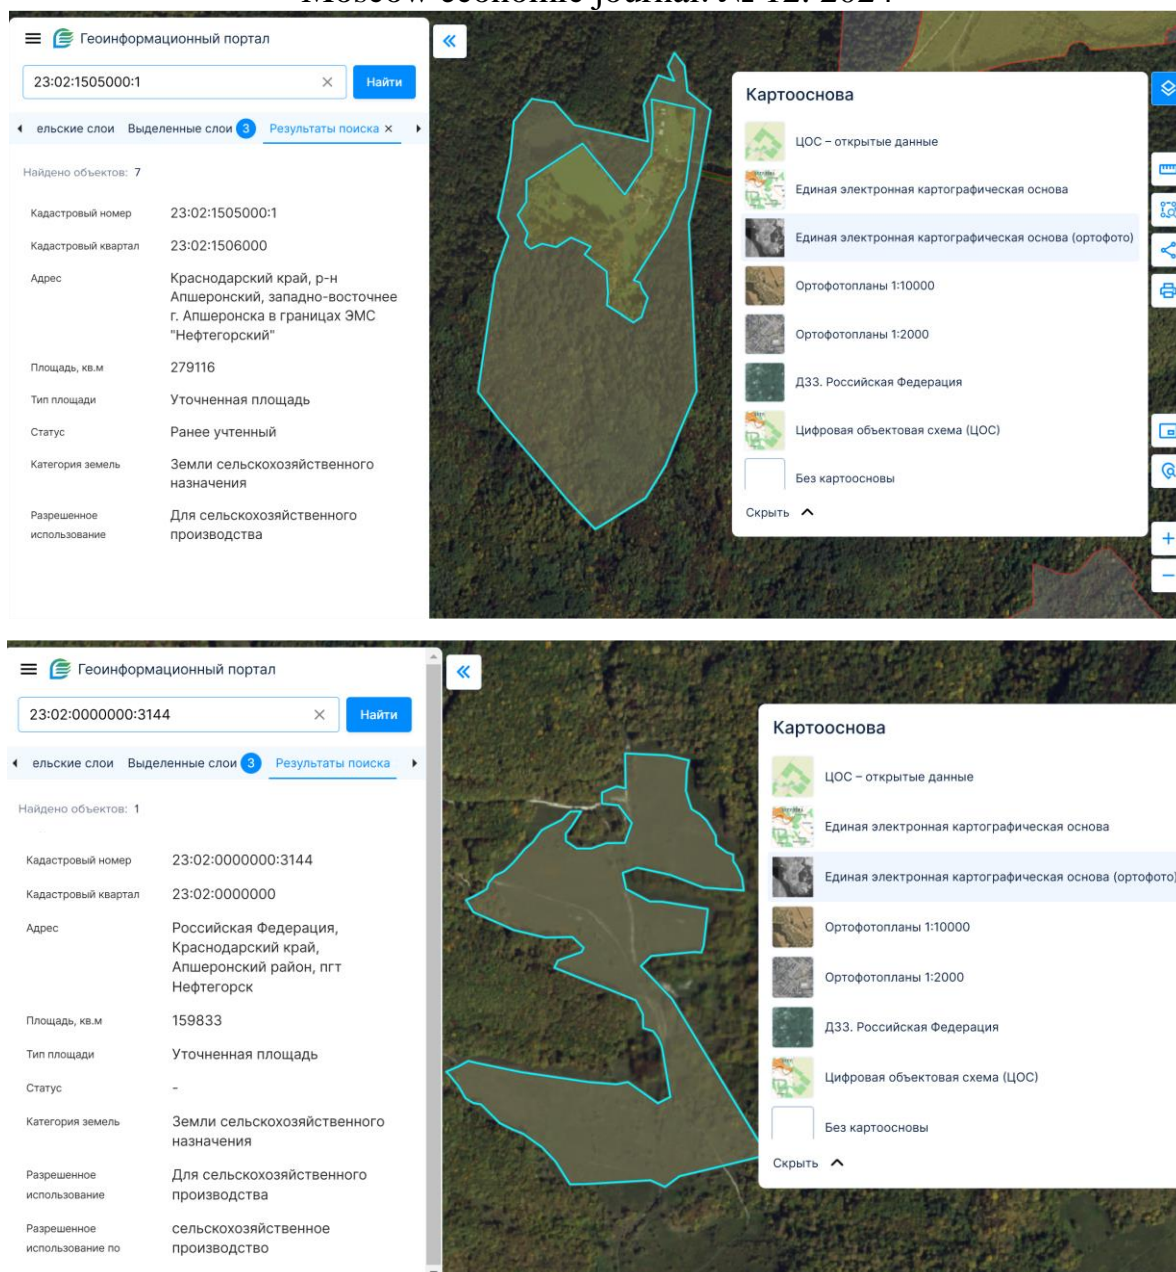 Moscow economic journal. № 12. 2024
Геоинформационный портал
23:02:1505000:1
Найти
ельские слои Выделенные слои 3 Результаты поиска
Найдено объектов: 7
Кадастровый номер 23:02:1505000:1
Кадастровый квартал 23:02:1506000
Адрес Краснодарский край, р-н
Апшеронский, западно-восточнее
г. Апшеронска в границах ЭМС
"Нефтегорский"
Площадь, кв.м 279116
Тип площади Уточненная площадь
Статус Ранее учтенный
Категория земель Земли сельскохозяйственного
назначения
Разрешенное Для сельскохозяйственного
использование производства
Картооснова
ЦОС – открытые данные
Единая электронная картографическая основа
Единая электронная картографическая основа (ортофото)
Ортофотопланы 1:10000
Ортофотопланы 1:2000
ДЗЗ. Российская Федерация
Цифровая объектовая схема (ЦОС)
Без картоосновы
Скрыть
Геоинформационный портал
23:02:0000000:3144
Найти
ельские слои Выделенные слои 3 Результаты поиска
Найдено объектов: 1
Кадастровый номер 23:02:0000000:3144
Кадастровый квартал 23:02:0000000
Адрес Российская Федерация,
Краснодарский край,
Апшеронский район, пгт
Нефтегорск
Площадь, кв.м 159833
Тип площади Уточненная площадь
Статус -
Категория земель Земли сельскохозяйственного
назначения
Разрешенное Для сельскохозяйственного
использование производства
Разрешенное сельскохозяйственное
использование по производство
Картооснова
ЦОС – открытые данные
Единая электронная картографическая основа
Единая электронная картографическая основа (ортофото)
Ортофотопланы 1:10000
Ортофотопланы 1:2000
ДЗЗ. Российская Федерация
Цифровая объектовая схема (ЦОС)
Без картоосновы
Скрыть